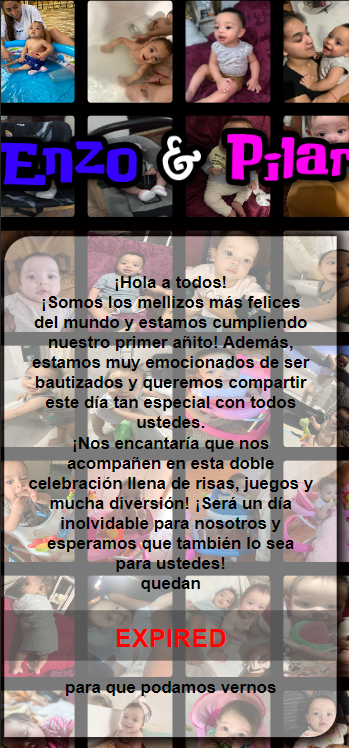 Enzo & Pilar
¡Hola a todos!
¡Somos los mellizos más felices
del mundo y estamos cumpliendo
nuestro primer añito! Además,
estamos muy emocionados de ser
bautizados y queremos compartir
este día tan especial con todos
ustedes.
¡Nos encantaría que nos
acompañen en esta doble
celebración llena de risas, juegos y
mucha diversión! ¡Será un día
inolvidable para nosotros y
esperamos que también lo sea
para ustedes!
quedan
EXPIRED
para que podamos vernos